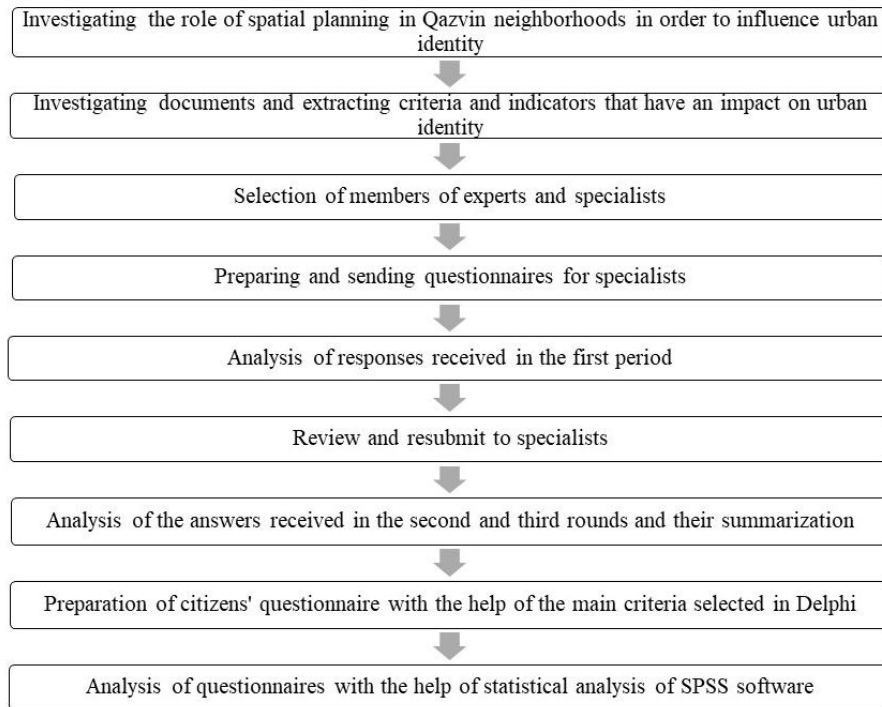 Investigating the role of spatial planning in Qazvin neighborhoods in order to influence urban
identity
Investigating documents and extracting criteria and indicators that have an impact on urban
identity
Selection of members of experts and specialists
Preparing and sending questionnaires for specialists
Analysis of responses received in the first period
Review and resubmit to specialists
Analysis of the answers received in the second and third rounds and their summarization
Preparation of citizens' questionnaire with the help of the main criteria selected in Delphi
Analysis of questionnaires with the help of statistical analysis of SPSS software